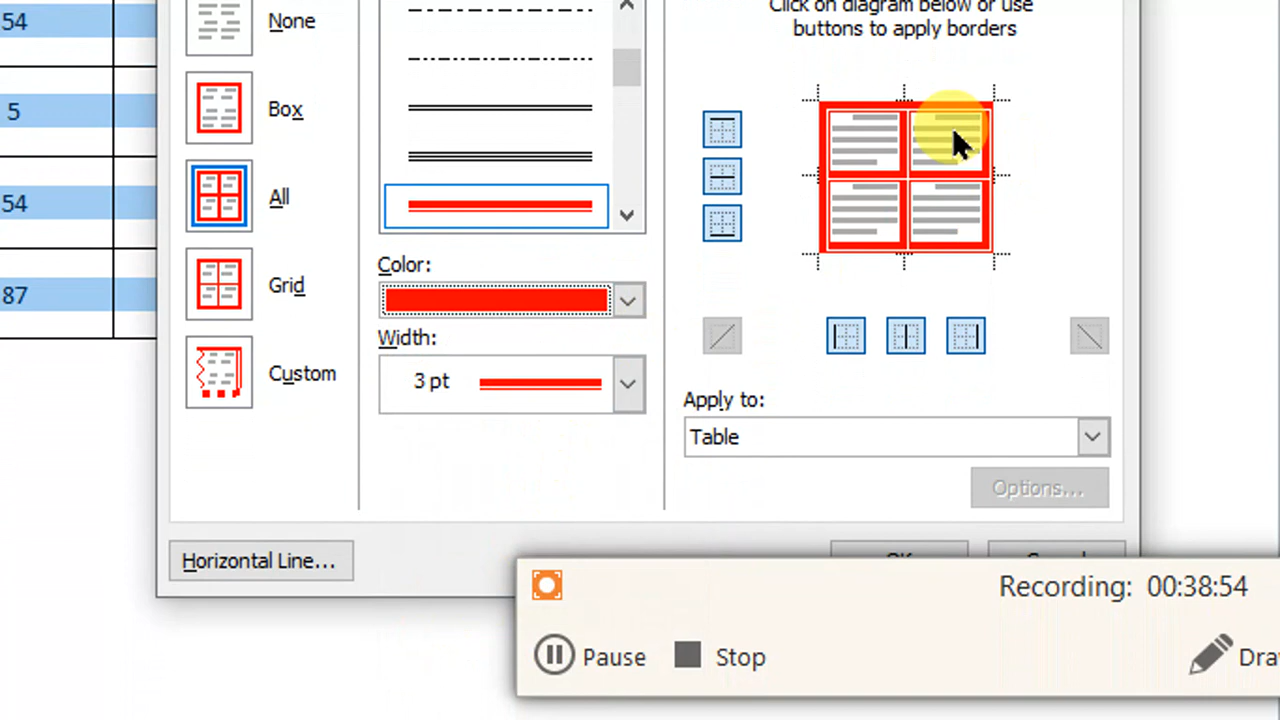 54
5
54
87
None
Box
All
Grid
Custom
Color:
Width:
3 pt
Click on diagram below or use
buttons to apply borders
Apply to:
Table
Options...
Horizontal Line...
Recording: 00:38:54
Pause
Stop